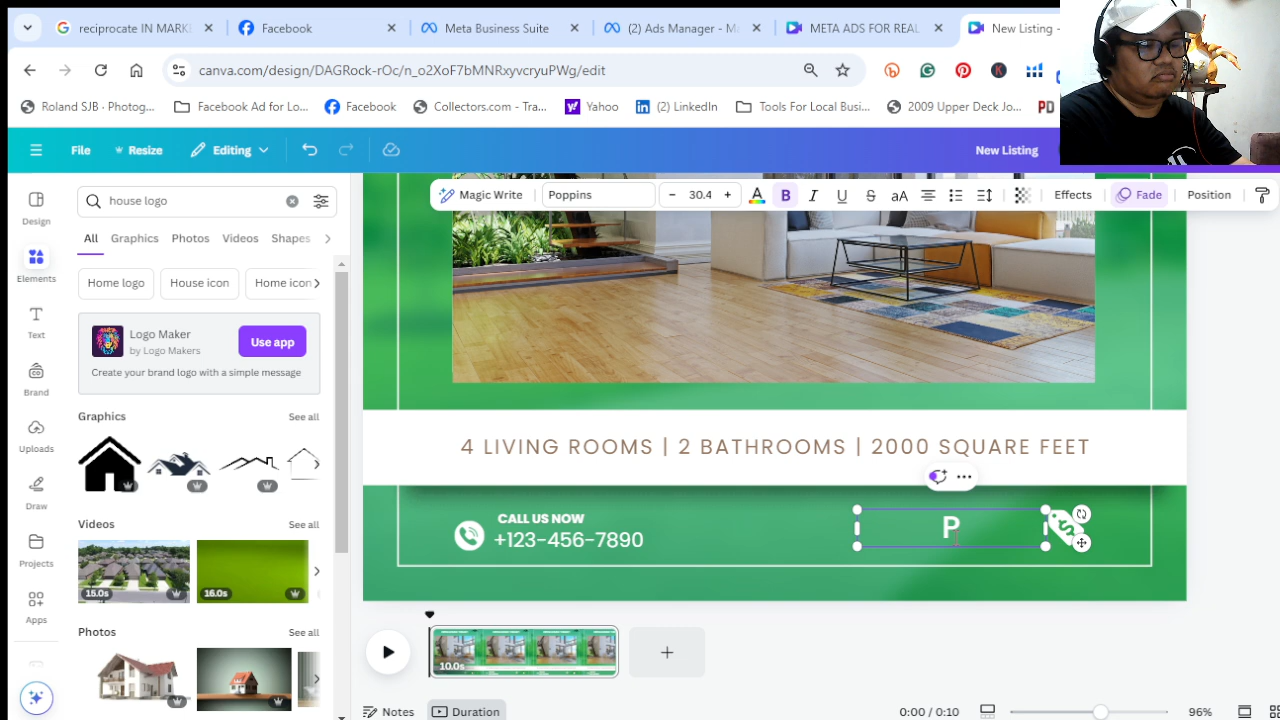 reciprocate IN MARK
Facebook
Meta Business Suite
(2) Ads Manager - M
META ADS FOR REAL
New Listing -
canva.com/design/DAGRock-rOg/n_o2XoF7bMNRxyvcryuPWg/edit
Roland SJB · Photog...
Facebook Ad for Lo...
Facebook
Collectors.com - Tra...
Yahoo
(2) LinkedIn
Tools For Local Busi...
2009 Upper Deck Jo...
PD
File
Resize
Editing
New Listing
Design
Elements
Text
Brand
Uploads
Draw
Projects
Apps
house logo
All
Graphics
Photos
Videos
Shapes
Home logo
House icon
Home icon
Logo Maker
by Logo Makers
Use app
Create your brand logo with a simple message
Graphics
See all
Videos
See all
15.0s
16.0s
Photos
See all
Magic Write
Poppins
– 30.4 +
A
B
I
U
S
aA
Effects
Fade
Position
4 LIVING ROOMS | 2 BATHROOMS | 2000 SQUARE FEET
CALL US NOW
+123-456-7890
P
$
10.0s
Notes
Duration
0:00 / 0:10
96%